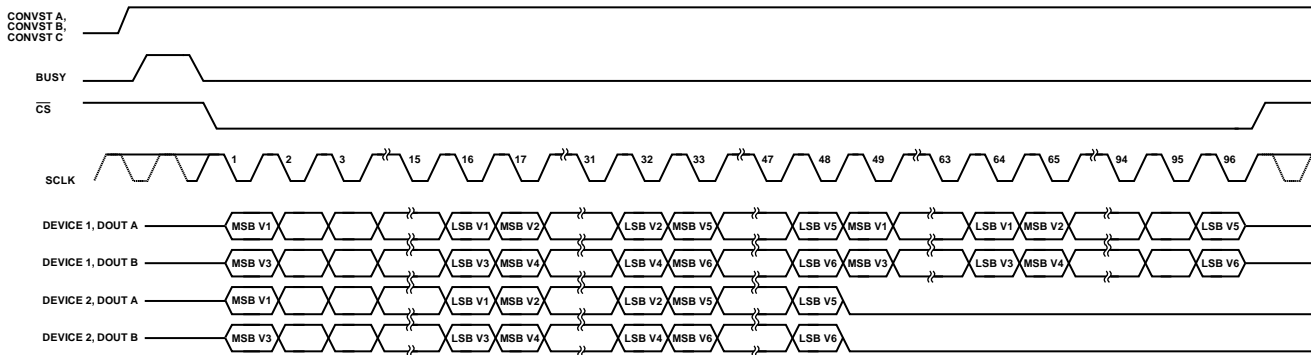 CONVST A,
CONVST B,
CONVST C
BUSY
CS
SCLK
1 2 3 15 16 17 31 32 33 47 48 49 63 64 65 94 95 96
DEVICE 1, DOUT A MSB V1 LSB V1 MSB V2 LSB V2 MSB V5 LSB V5 MSB V1 LSB V1 MSB V2 LSB V5
DEVICE 1, DOUT B MSB V3 LSB V3 MSB V4 LSB V4 MSB V6 LSB V6 MSB V3 LSB V3 MSB V4 LSB V6
DEVICE 2, DOUT A MSB V1 LSB V1 MSB V2 LSB V2 MSB V5 LSB V5
DEVICE 2, DOUT B MSB V3 LSB V3 MSB V4 LSB V4 MSB V6 LSB V6